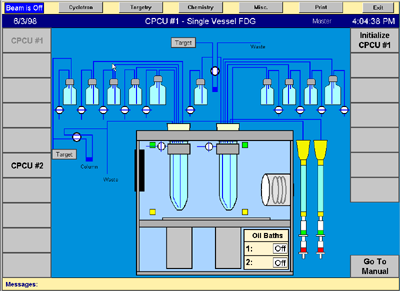 Beam is Off Cyclotron Targetry Chemistry Misc. Print Exit
6/3/98 CPCU #1 - Single Vessel FDG Master 4:04:38 PM
CPCU #1
Initialize
CPCU #1
Target
Waste
Target
Column
Waste
CPCU #2
Oil Baths
1: Off
2: Off
Go To
Manual
Messages: